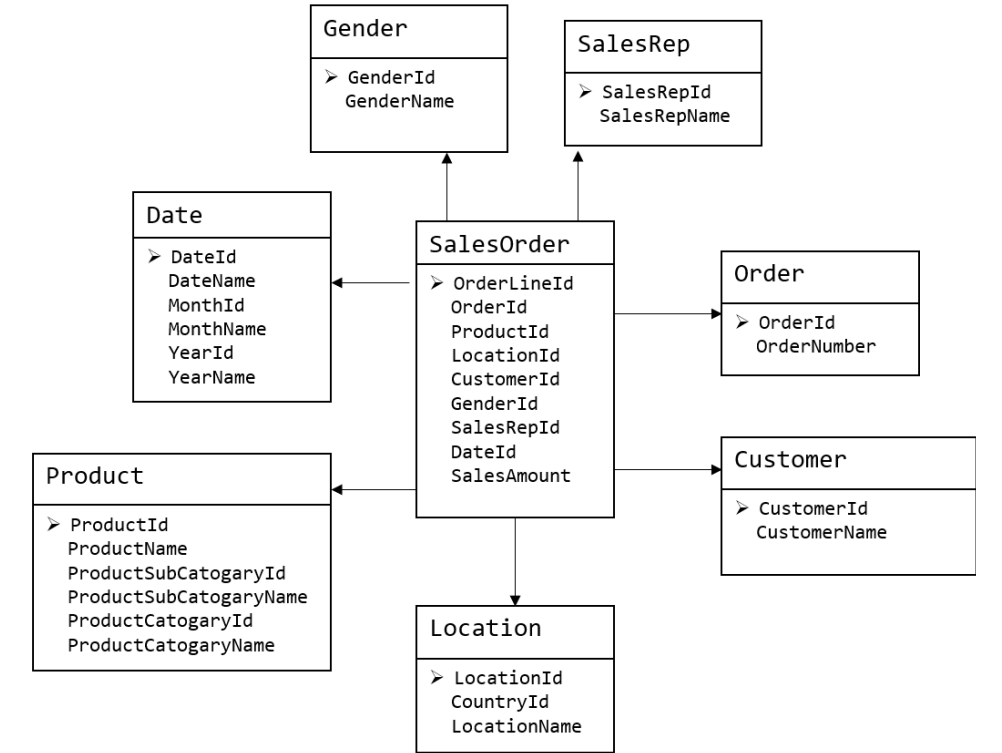 Gender
GenderId
GenderName
SalesRep
SalesRepId
SalesRepName
Date
DateId
DateName
MonthId
MonthName
YearId
YearName
SalesOrder
OrderLineId
OrderId
ProductId
LocationId
CustomerId
GenderId
SalesRepId
DateId
SalesAmount
Order
OrderId
OrderNumber
Product
ProductId
ProductName
ProductSubCatogaryId
ProductSubCatogaryName
ProductCatogaryId
ProductCatogaryName
Customer
CustomerId
CustomerName
Location
LocationId
CountryId
LocationName